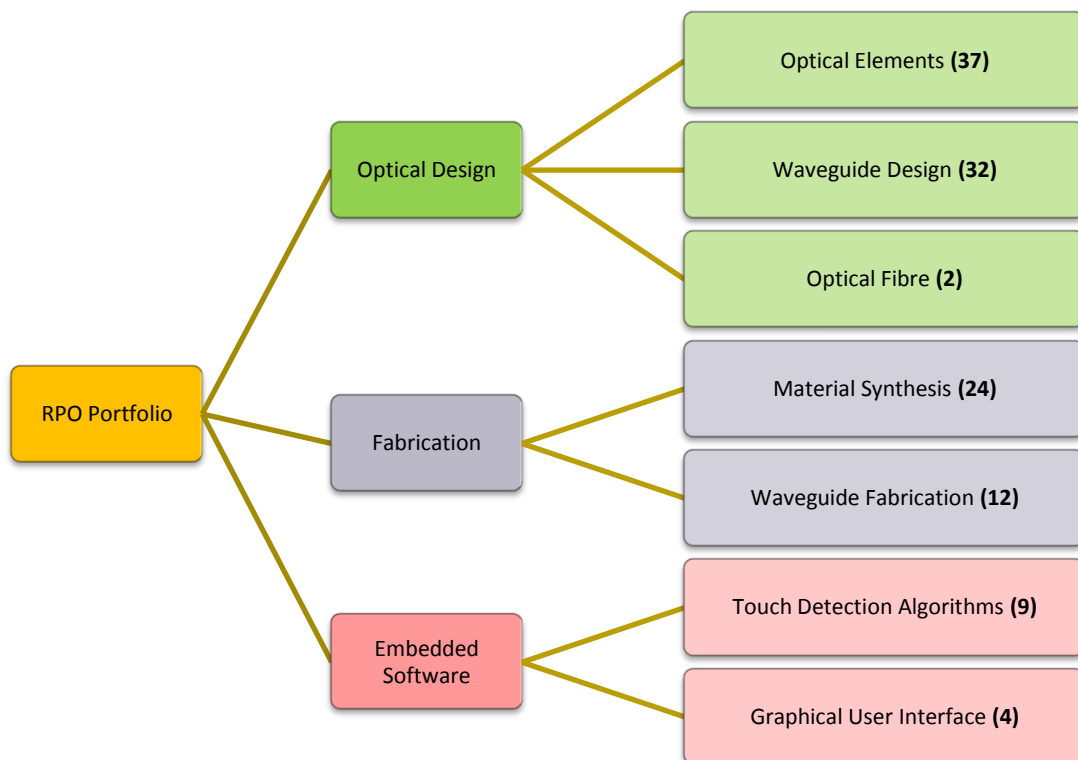 Optical Elements (37)
Optical Design
Waveguide Design (32)
Optical Fibre (2)
RPO Portfolio
Material Synthesis (24)
Fabrication
Waveguide Fabrication (12)
Touch Detection Algorithms (9)
Embedded
Software
Graphical User Interface (4)